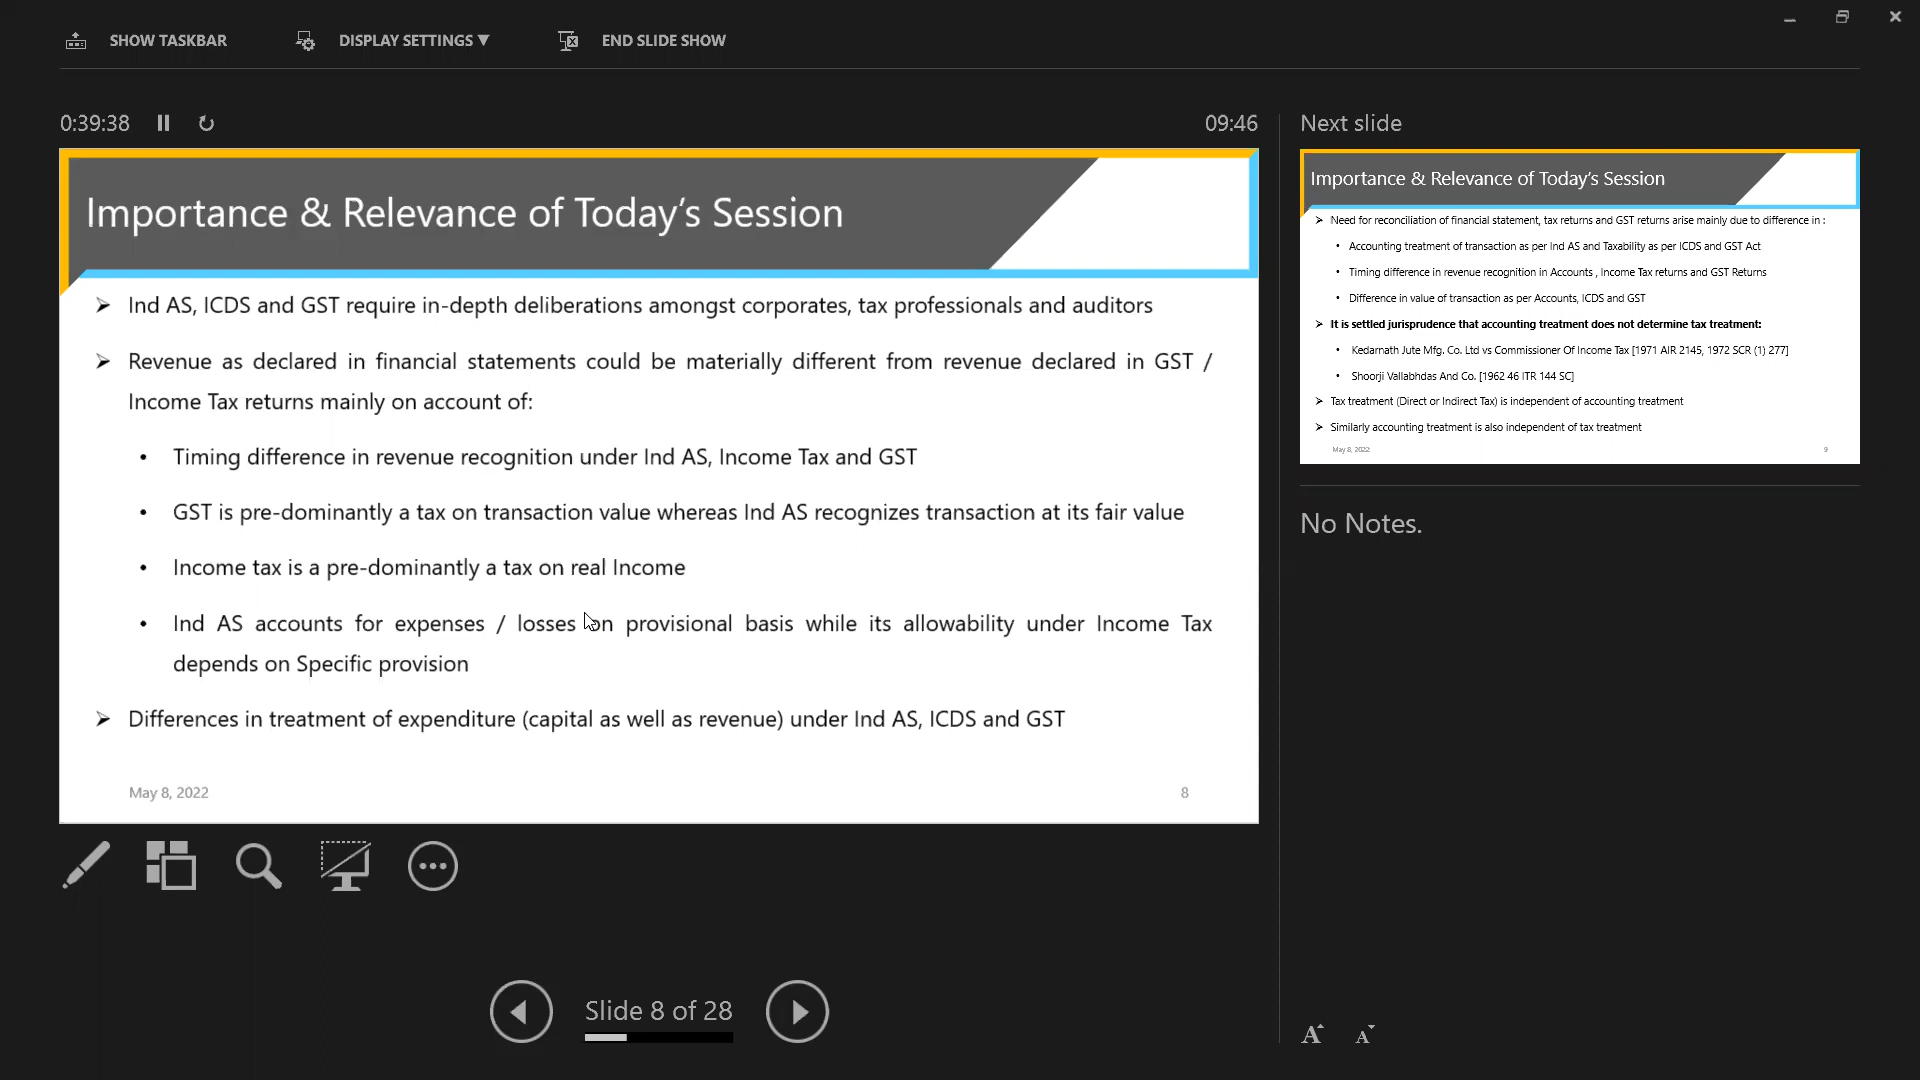 SHOW TASKBAR DISPLAY SETTINGS ▼ END SLIDE SHOW
0:39:38 09:46
Importance & Relevance of Today's Session
➢ Ind AS, ICDS and GST require in-depth deliberations amongst corporates, tax professionals and auditors
➢ Revenue as declared in financial statements could be materially different from revenue declared in GST /
Income Tax returns mainly on account of:
• Timing difference in revenue recognition under Ind AS, Income Tax and GST
• GST is pre-dominantly a tax on transaction value whereas Ind AS recognizes transaction at its fair value
• Income tax is a pre-dominantly a tax on real Income
• Ind AS accounts for expenses / losses on provisional basis while its allowability under Income Tax
depends on Specific provision
➢ Differences in treatment of expenditure (capital as well as revenue) under Ind AS, ICDS and GST
May 8, 2022 8
Slide 8 of 28
Next slide
Importance & Relevance of Today's Session
➢ Need for reconciliation of financial statement, tax returns and GST returns arise mainly due to difference in :
• Accounting treatment of transaction as per Ind AS and Taxability as per ICDS and GST Act
• Timing difference in revenue recognition in Accounts , Income Tax returns and GST Returns
• Difference in value of transaction as per Accounts, ICDS and GST
➢ It is settled jurisprudence that accounting treatment does not determine tax treatment:
• Kedarnath Jute Mfg. Co. Ltd vs Commissioner Of Income Tax [1971 AIR 2145, 1972 SCR (1) 277]
• Shoorji Vallabhdas And Co. [1962 46 ITR 144 SC]
➢ Tax treatment (Direct or Indirect Tax) is independent of accounting treatment
➢ Similarly accounting treatment is also independent of tax treatment
May 8, 2022 9
No Notes.
A A